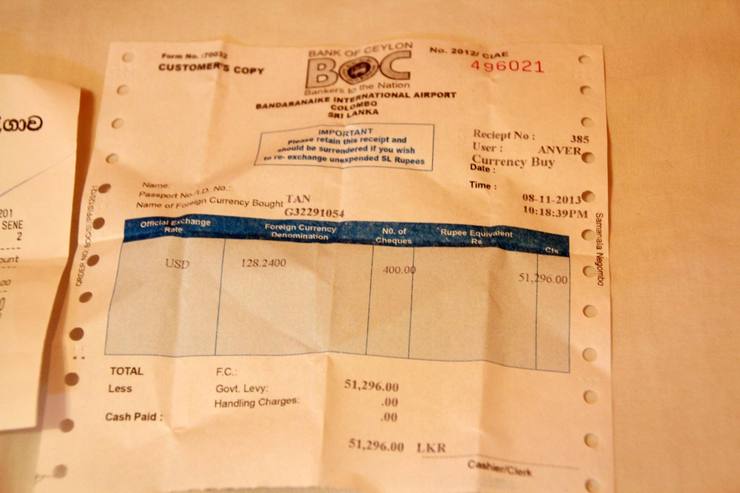 Form No. :70032
CUSTOMER'S COPY
BANK OF CEYLON
BOC
Bankers to the Nation
No. 2012/ CIAE
496021
BANDARANAIKE INTERNATIONAL AIRPORT
COLOMBO
SRI LANKA
IMPORTANT
Please retain this receipt and
should be surrendered if you wish
to re- exchange unexpended SL Rupees
Reciept No : 385
User : ANVER
Currency Buy
Date :
Time :
08-11-2013
10:18:39PM
Name:
Passport No./I.D. No.:
Name of Foreign Currency Bought
TAN
G32291054
Official Exchange Rate
Foreign Currency Denomination
NO. of Cheques
Rupee Equivalent Rs
Cts
USD 128.2400 400.00 51,296.00
TOTAL F.C.: 51,296.00
Less Govt. Levy: .00
Handling Charges: .00
Cash Paid :
51,296.00 LKR
Cashier/Clerk
Samanala Negombo
201
SENE
2